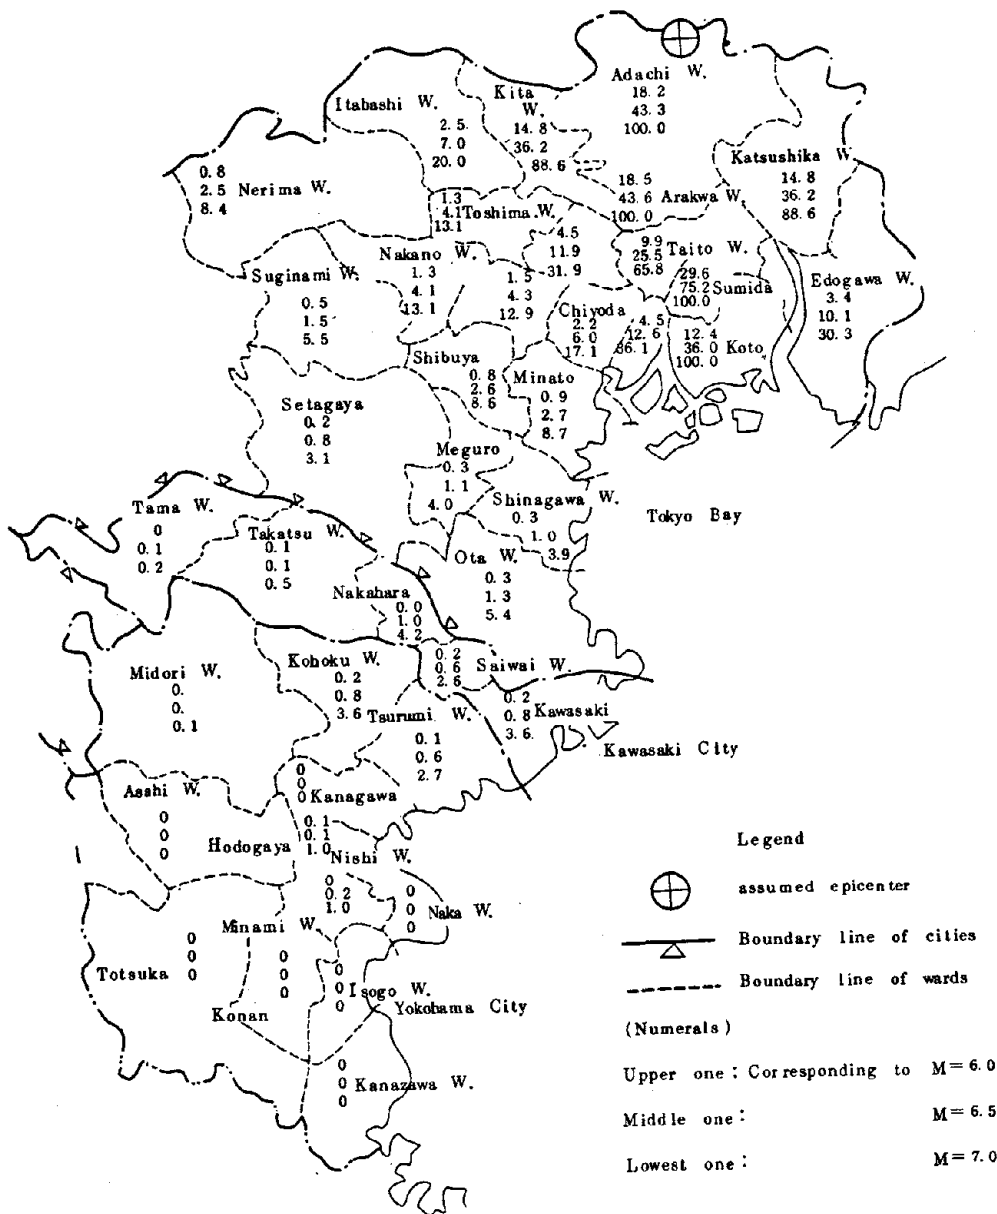 Adachi W.
18.2
43.3
100.0
Kita
W.
14.8
36.2
88.6
Itabashi W.
2.5
7.0
20.0
Katsushika W
14.8
36.2
88.6
0.8
2.5 Nerima W.
8.4
18.5
43.6 Arakwa W.
100.0
1.3
4.1 Toshima W.
13.1
4.5
11.9
31.9
9.9 Taito W.
25.5
65.8
29.6
75.2 Sumida
100.0
Nakano W.
1.3
4.1
13.1
1.5
4.3
12.9
Suginami W.
0.5
1.5
5.5
Edogawa W.
3.4
10.1
30.3
Chiyoda
2.2
6.0
17.1
4.5
12.6
36.1
12.4
36.0 Koto
100.0
Shibuya
0.8
2.6
8.6
Minato
0.9
2.7
8.7
Setagaya
0.2
0.8
3.1
Meguro
0.3
1.1
4.0
Shinagawa W.
0.3
1.0
3.9
Tokyo Bay
Tama W.
0
0.1
0.2
Takatsu W.
0.1
0.1
0.5
Ota W.
0.3
1.3
5.4
Nakahara
0.0
1.0
4.2
0.2
0.6 Saiwai W.
2.6
Midori W.
0.
0.
0.1
Kohoku W.
0.2
0.8
3.6
0.2
0.8 Kawasaki
3.6
Kawasaki City
Tsurumi W.
0.1
0.6
2.7
Asahi W.
0
0
0
0
0
0 Kanagawa
Hodogaya
0.1
0.1
1.0
Nishi W.
0
0.2
1.0
0
0 Naka W.
0
Minami W.
0
0
0
0
0
Totsuka 0
0
0 Isogo W.
0
Konan
Yokohama City
0
0 Kanazawa W.
0
Legend
assumed epicenter
Boundary line of cities
Boundary line of wards
(Numerals)
Upper one : Corresponding to M=6.0
Middle one : M=6.5
Lowest one : M=7.0